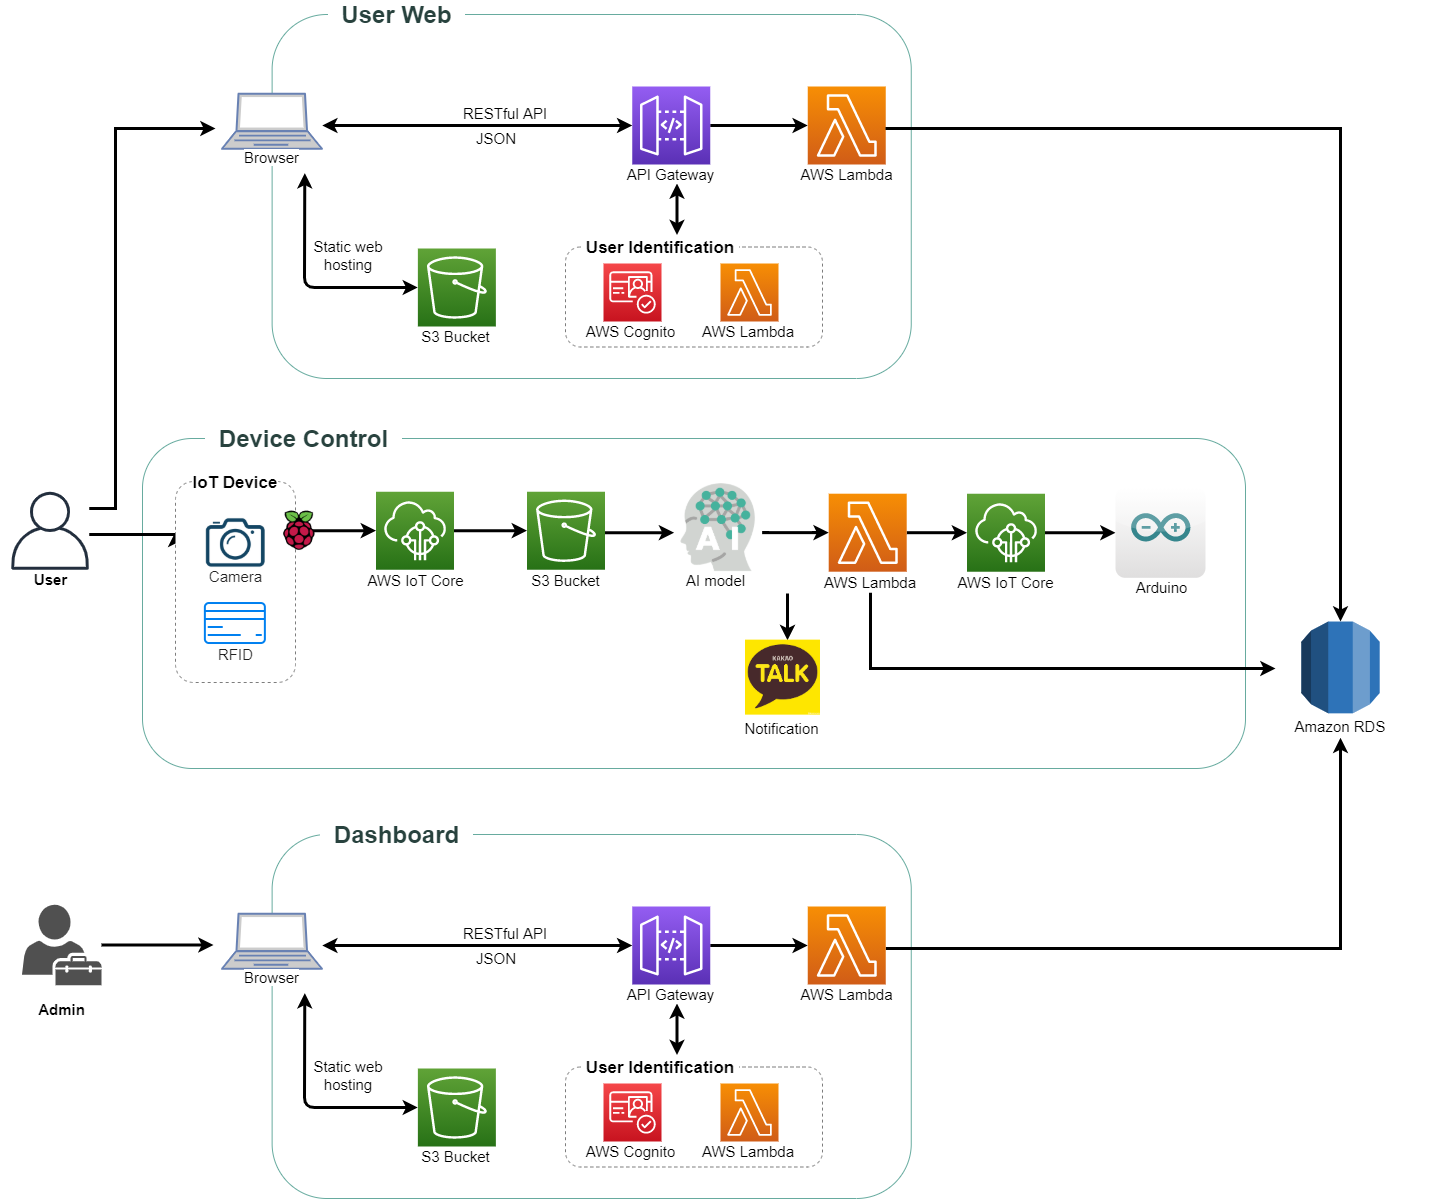 User Web
RESTful API
JSON
Browser
API Gateway
AWS Lambda
Static web
hosting
S3 Bucket
User Identification
AWS Cognito
AWS Lambda
Device Control
IoT Device
Camera
RFID
User
AWS IoT Core
S3 Bucket
AI
AI model
AWS Lambda
AWS IoT Core
Arduino
KAKAO
TALK
Notification
Amazon RDS
Dashboard
RESTful API
JSON
Browser
API Gateway
AWS Lambda
Admin
Static web
hosting
S3 Bucket
User Identification
AWS Cognito
AWS Lambda